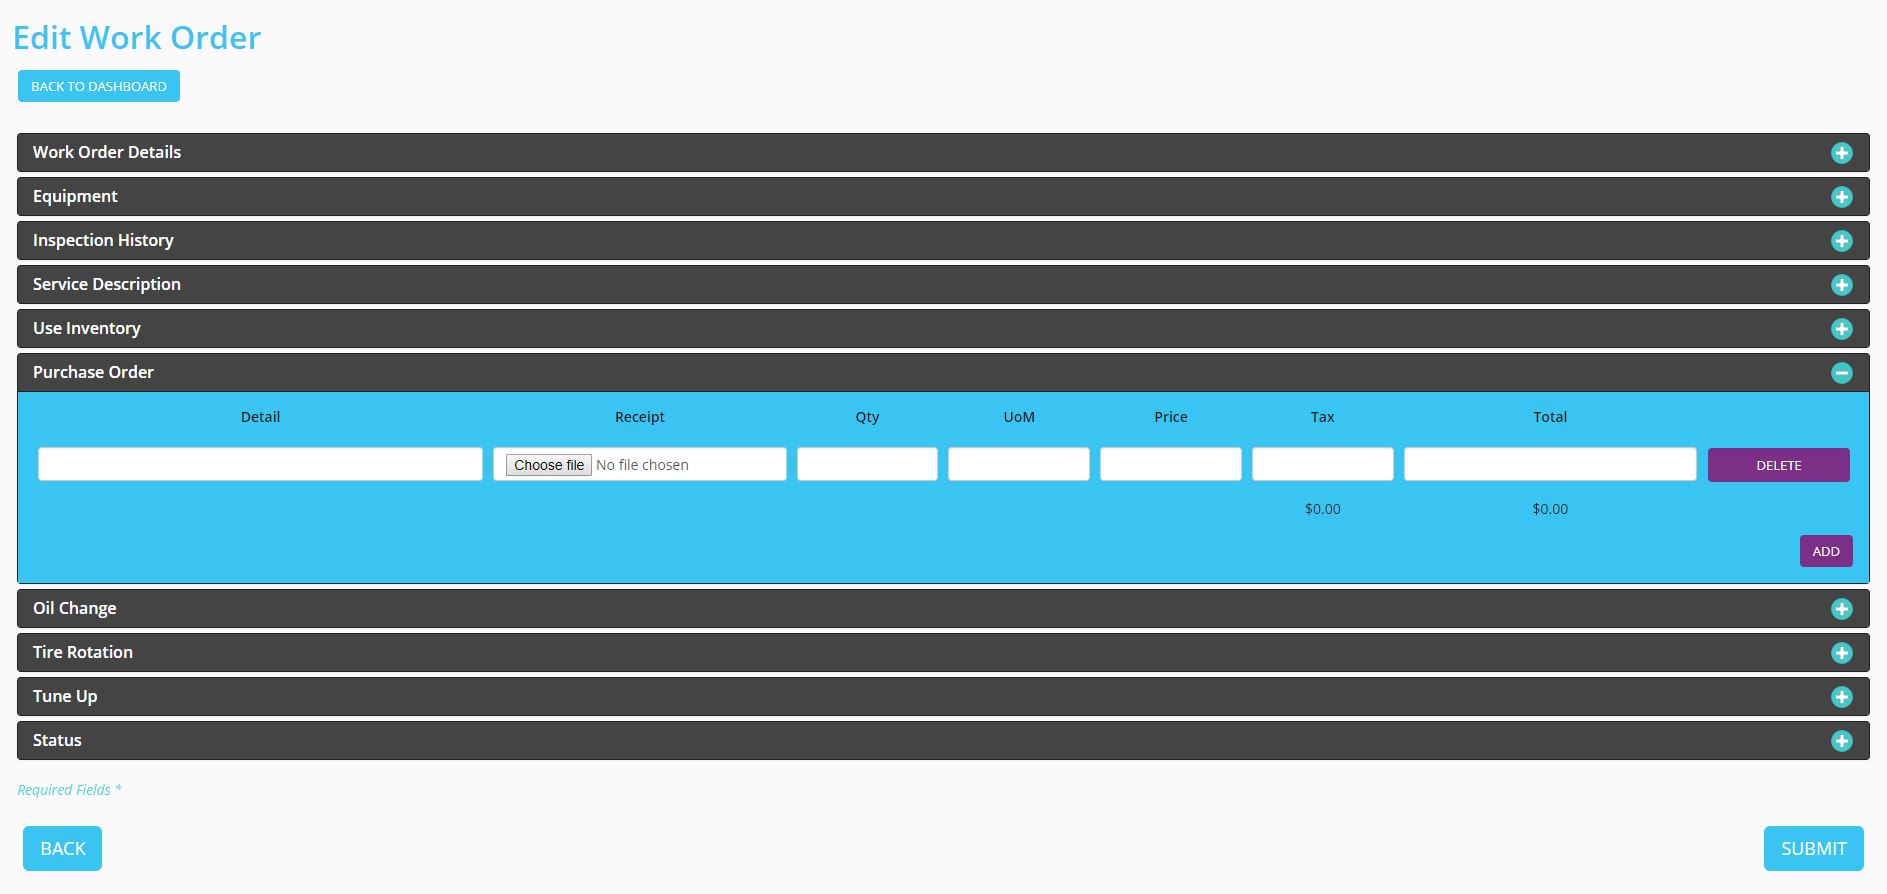 Edit Work Order
BACK TO DASHBOARD
Work Order Details
Equipment
Inspection History
Service Description
Use Inventory
Purchase Order
Detail Receipt Qty UoM Price Tax Total
Choose file No file chosen DELETE
$0.00 $0.00
ADD
Oil Change
Tire Rotation
Tune Up
Status
Required Fields *
BACK SUBMIT